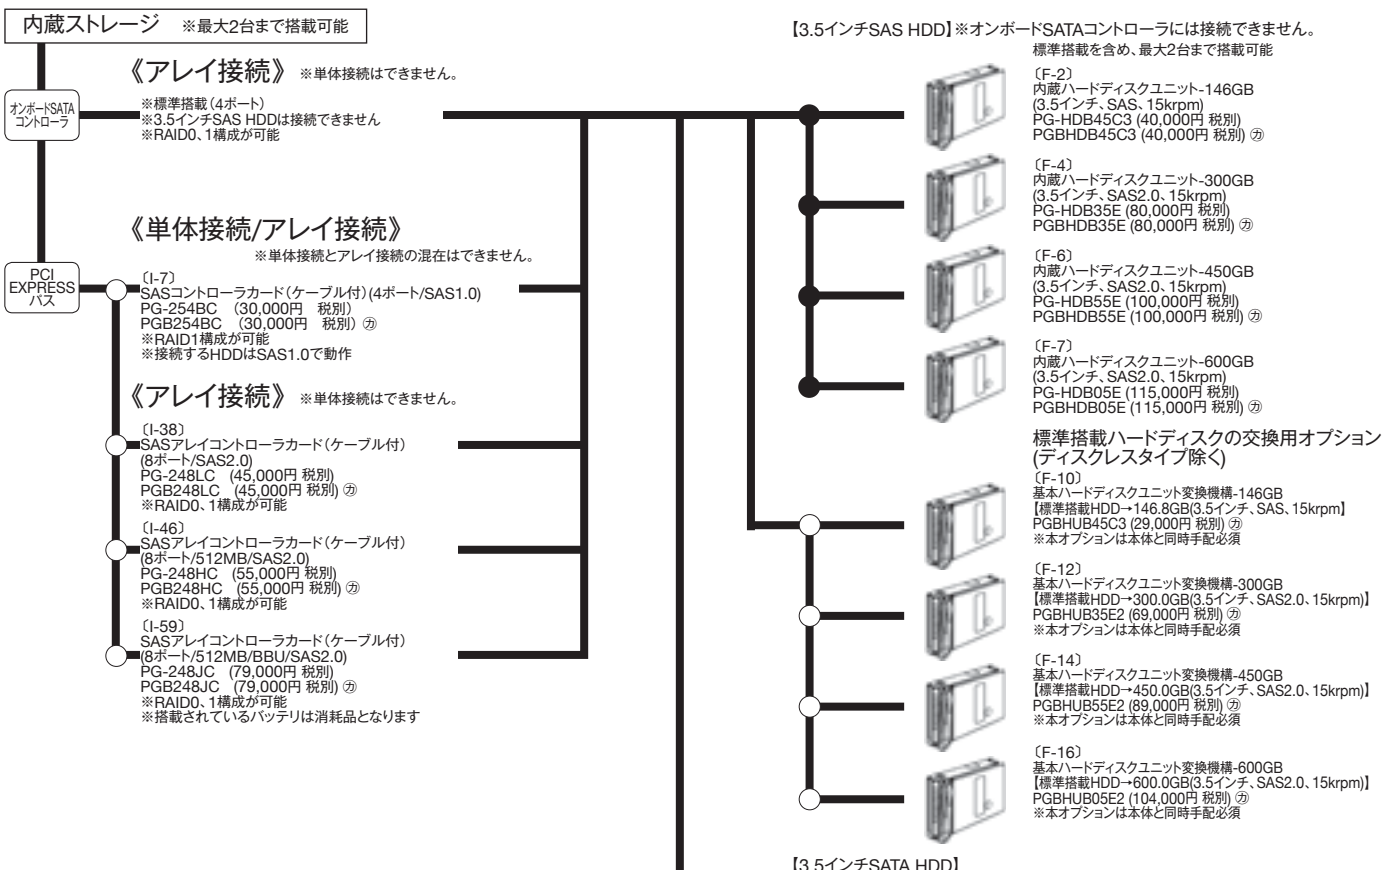 内蔵ストレージ ※最大2台まで搭載可能
オンボードSATA
コントローラ
《アレイ接続》 ※単体接続はできません。
※標準搭載(4ポート)
※3.5インチSAS HDDは接続できません
※RAID0、1構成が可能
《単体接続/アレイ接続》
※単体接続とアレイ接続の混在はできません。
PCI
EXPRESS
バス
〔I-7〕
SASコントローラカード(ケーブル付)(4ポート/SAS1.0)
PG-254BC (30,000円 税別)
PGB254BC (30,000円 税別) ㋕
※RAID1構成が可能
※接続するHDDはSAS1.0で動作
《アレイ接続》 ※単体接続はできません。
〔I-38〕
SASアレイコントローラカード(ケーブル付)
(8ポート/SAS2.0)
PG-248LC (45,000円 税別)
PGB248LC (45,000円 税別) ㋕
※RAID0、1構成が可能
〔I-46〕
SASアレイコントローラカード(ケーブル付)
(8ポート/512MB/SAS2.0)
PG-248HC (55,000円 税別)
PGB248HC (55,000円 税別) ㋕
※RAID0、1構成が可能
〔I-59〕
SASアレイコントローラカード(ケーブル付)
(8ポート/512MB/BBU/SAS2.0)
PG-248JC (79,000円 税別)
PGB248JC (79,000円 税別) ㋕
※RAID0、1構成が可能
※搭載されているバッテリは消耗品となります
【3.5インチSAS HDD】※オンボードSATAコントローラには接続できません。
標準搭載を含め、最大2台まで搭載可能
〔F-2〕
内蔵ハードディスクユニット-146GB
(3.5インチ、SAS、15krpm)
PG-HDB45C3 (40,000円 税別)
PGBHDB45C3 (40,000円 税別) ㋕
〔F-4〕
内蔵ハードディスクユニット-300GB
(3.5インチ、SAS2.0、15krpm)
PG-HDB35E (80,000円 税別)
PGBHDB35E (80,000円 税別) ㋕
〔F-6〕
内蔵ハードディスクユニット-450GB
(3.5インチ、SAS2.0、15krpm)
PG-HDB55E (100,000円 税別)
PGBHDB55E (100,000円 税別) ㋕
〔F-7〕
内蔵ハードディスクユニット-600GB
(3.5インチ、SAS2.0、15krpm)
PG-HDB05E (115,000円 税別)
PGBHDB05E (115,000円 税別) ㋕
標準搭載ハードディスクの交換用オプション
(ディスクレスタイプ除く)
〔F-10〕
基本ハードディスクユニット変換機構-146GB
【標準搭載HDD→146.8GB(3.5インチ、SAS、15krpm】
PGBHUB45C3 (29,000円 税別) ㋕
※本オプションは本体と同時手配必須
〔F-12〕
基本ハードディスクユニット変換機構-300GB
【標準搭載HDD→300.0GB(3.5インチ、SAS2.0、15krpm)】
PGBHUB35E2 (69,000円 税別) ㋕
※本オプションは本体と同時手配必須
〔F-14〕
基本ハードディスクユニット変換機構-450GB
【標準搭載HDD→450.0GB(3.5インチ、SAS2.0、15krpm)】
PGBHUB55E2 (89,000円 税別) ㋕
※本オプションは本体と同時手配必須
〔F-16〕
基本ハードディスクユニット変換機構-600GB
【標準搭載HDD→600.0GB(3.5インチ、SAS2.0、15krpm)】
PGBHUB05E2 (104,000円 税別) ㋕
※本オプションは本体と同時手配必須
【3.5インチSATA HDD】